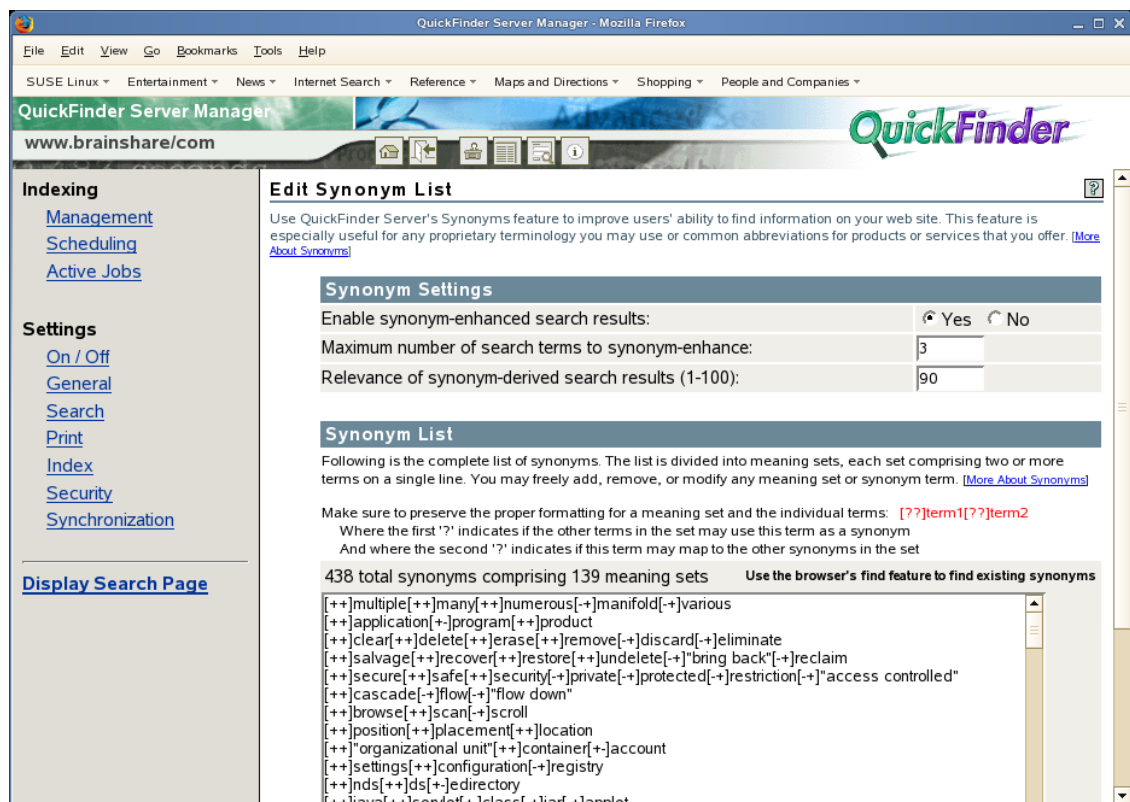 QuickFinder Server Manager - Mozilla Firefox
File Edit View Go Bookmarks Tools Help
SUSE Linux Entertainment News Internet Search Reference Maps and Directions Shopping People and Companies
QuickFinder Server Manager
Advanced Sea
www.brainshare/com
QuickFinder
Indexing
Management
Scheduling
Active Jobs
Settings
On / Off
General
Search
Print
Index
Security
Synchronization
Display Search Page
Edit Synonym List
Use QuickFinder Server's Synonyms feature to improve users' ability to find information on your web site. This feature is
especially useful for any proprietary terminology you may use or common abbreviations for products or services that you offer. [More
About Synonyms]
Synonym Settings
Enable synonym-enhanced search results: Yes No
Maximum number of search terms to synonym-enhance: 3
Relevance of synonym-derived search results (1-100): 90
Synonym List
Following is the complete list of synonyms. The list is divided into meaning sets, each set comprising two or more
terms on a single line. You may freely add, remove, or modify any meaning set or synonym term. [More About Synonyms]
Make sure to preserve the proper formatting for a meaning set and the individual terms: [??]term1[??]term2
Where the first '?' indicates if the other terms in the set may use this term as a synonym
And where the second '?' indicates if this term may map to the other synonyms in the set
438 total synonyms comprising 139 meaning sets Use the browser's find feature to find existing synonyms
[++]multiple[++]many[++]numerous[-+]manifold[-+]various
[++]application[+-]program[++]product
[++]clear[++]delete[++]erase[++]remove[-+]discard[-+]eliminate
[++]salvage[++]recover[++]restore[++]undelete[-+]"bring back"[-+]reclaim
[++]secure[++]safe[++]security[-+]private[-+]protected[-+]restriction[-+]"access controlled"
[++]cascade[-+]flow[-+]"flow down"
[++]browse[++]scan[-+]scroll
[++]position[++]placement[++]location
[++]"organizational unit"[++]container[+-]account
[++]settings[++]configuration[-+]registry
[++]nds[++]ds[+-]edirectory